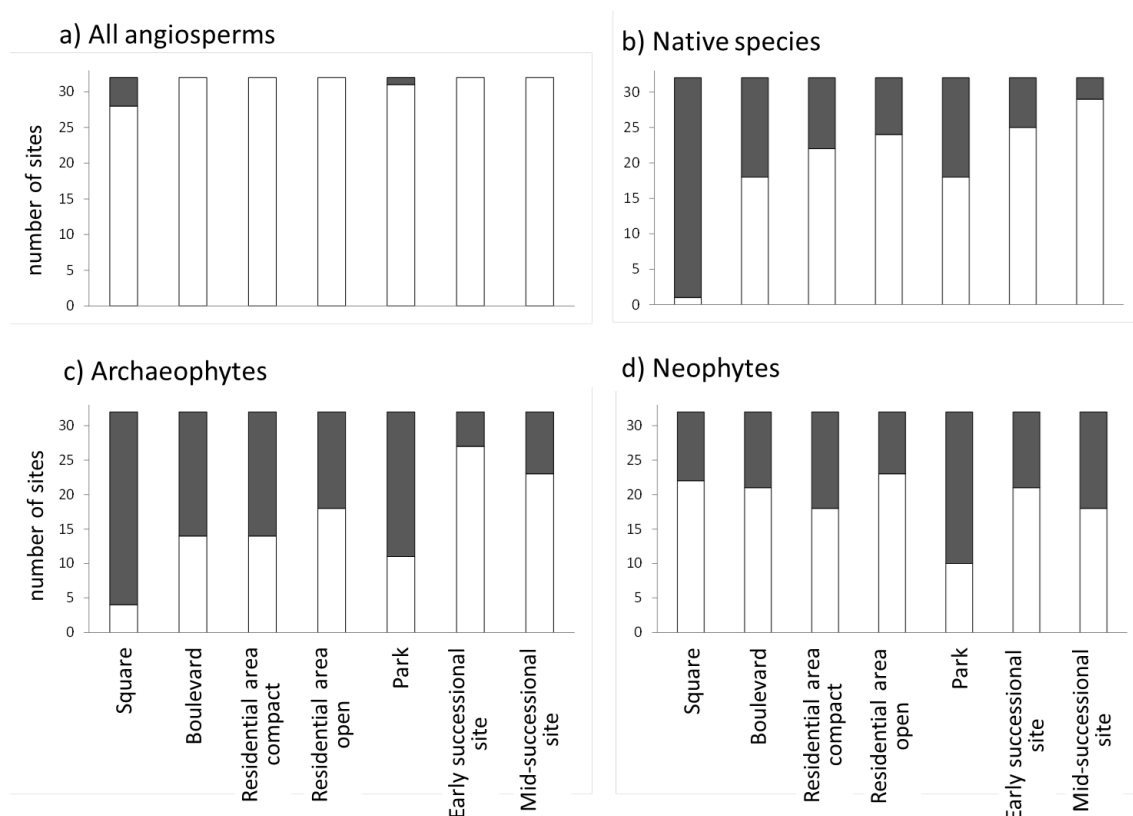 a) All angiosperms
number of sites
30
25
20
15
10
5
0
b) Native species
30
25
20
15
10
5
0
c) Archaeophytes
number of sites
30
25
20
15
10
5
0
Square
Boulevard
Residential area
compact
Residential area
open
Park
Early successional
site
Mid-successional
site
d) Neophytes
30
25
20
15
10
5
0
Square
Boulevard
Residential area
compact
Residential area
open
Park
Early successional
site
Mid-successional
site